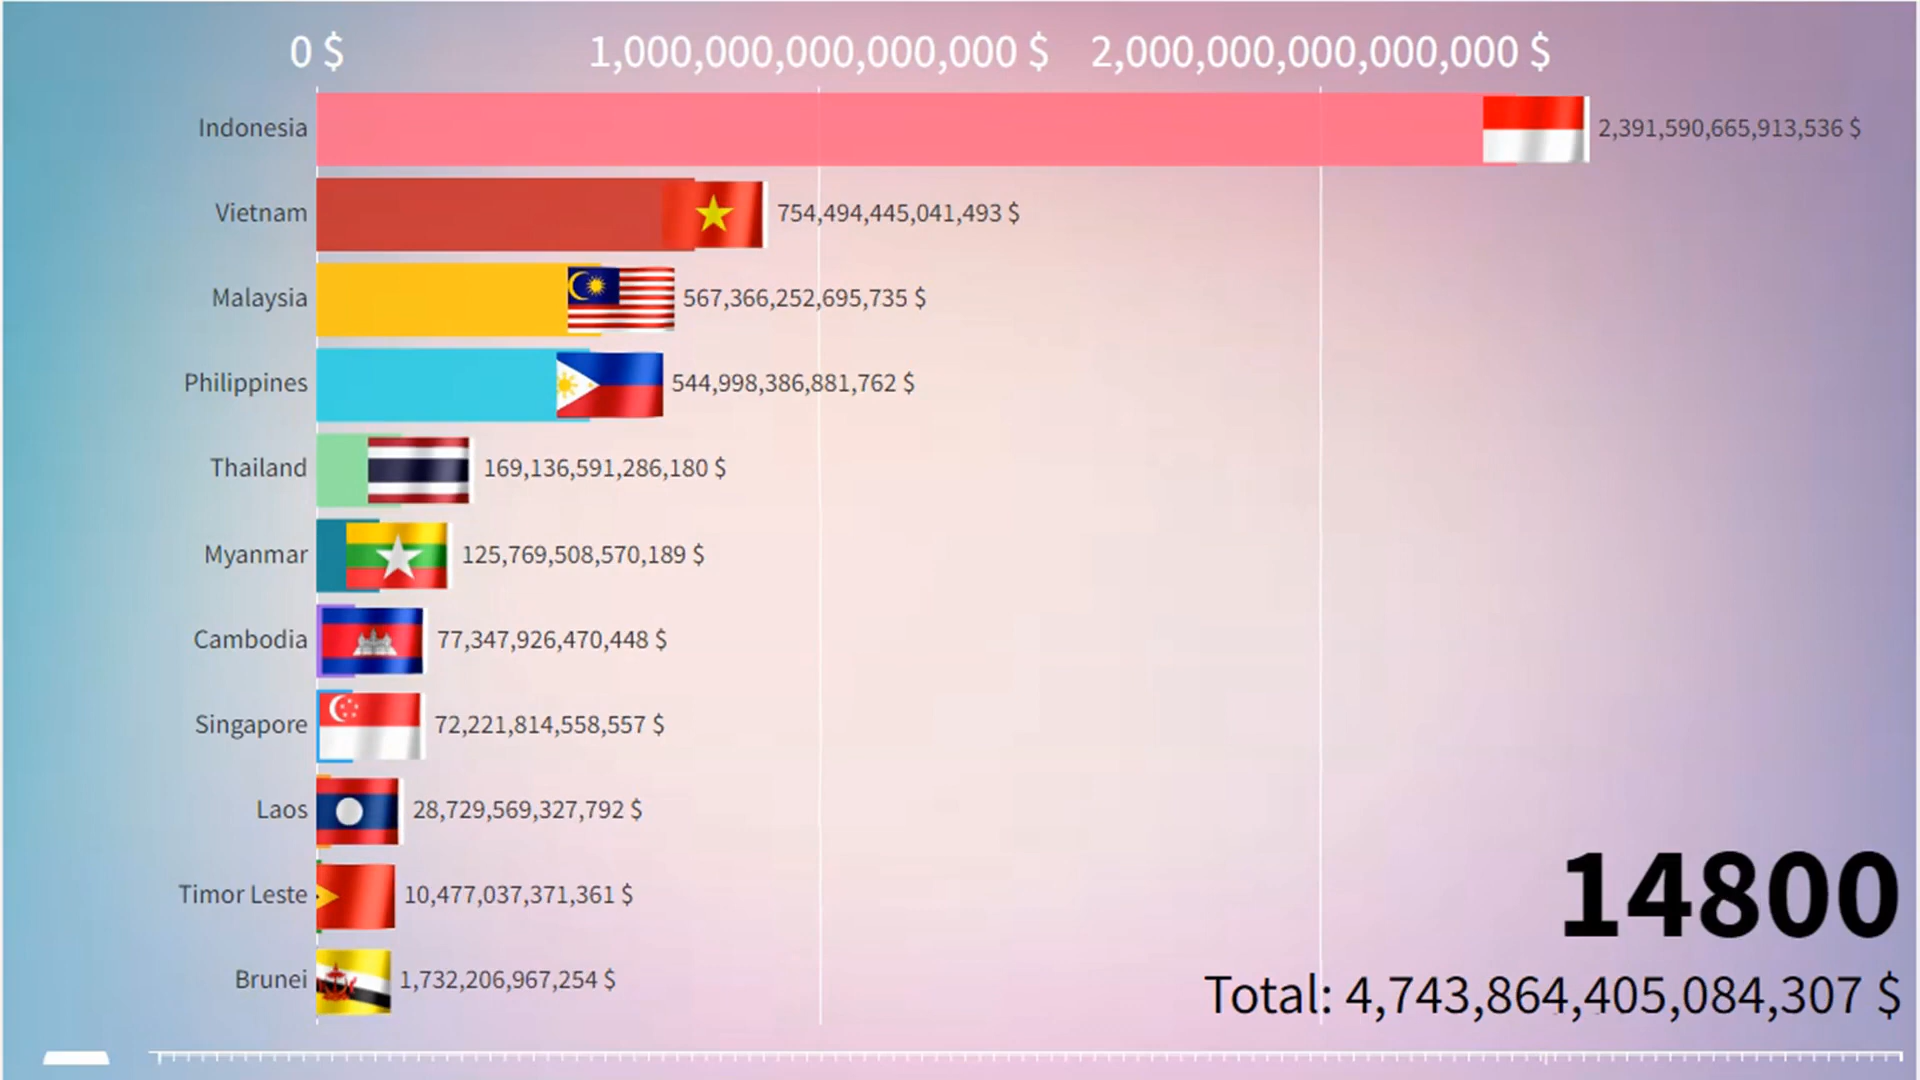 0 $ 1,000,000,000,000,000 $ 2,000,000,000,000,000 $
Indonesia 2,391,590,665,913,536 $
Vietnam 754,494,445,041,493 $
Malaysia 567,366,252,695,735 $
Philippines 544,998,386,881,762 $
Thailand 169,136,591,286,180 $
Myanmar 125,769,508,570,189 $
Cambodia 77,347,926,470,448 $
Singapore 72,221,814,558,557 $
Laos 28,729,569,327,792 $
Timor Leste 10,477,037,371,361 $
Brunei 1,732,206,967,254 $
14800
Total: 4,743,864,405,084,307 $